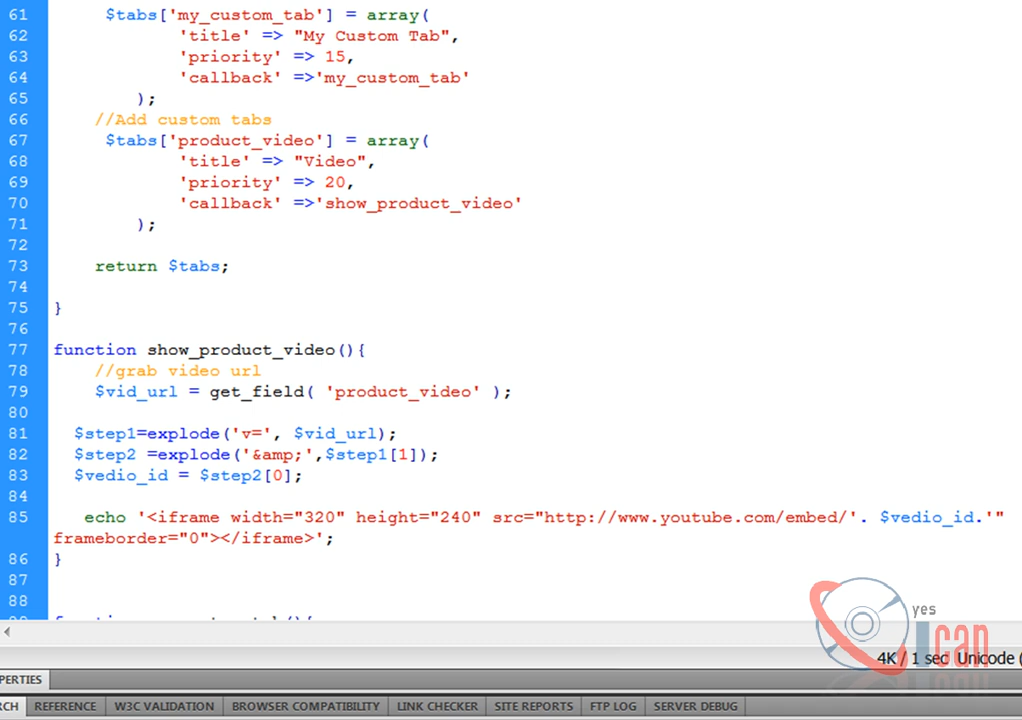 61 $tabs['my_custom_tab'] = array(
62 'title' => "My Custom Tab",
63 'priority' => 15,
64 'callback' =>'my_custom_tab'
65 );
66 //Add custom tabs
67 $tabs['product_video'] = array(
68 'title' => "Video",
69 'priority' => 20,
70 'callback' =>'show_product_video'
71 );
72
73 return $tabs;
74
75 }
76
77 function show_product_video(){
78 //grab video url
79 $vid_url = get_field( 'product_video' );
80
81 $step1=explode('v=', $vid_url);
82 $step2 =explode('&amp;',$step1[1]);
83 $vedio_id = $step2[0];
84
85 echo '<iframe width="320" height="240" src="http://www.youtube.com/embed/'. $vedio_id.'"
frameborder="0"></iframe>';
86 }
87
88
yes
Ican
4K / 1 sec Unicode (
PERTIES
RCH REFERENCE W3C VALIDATION BROWSER COMPATIBILITY LINK CHECKER SITE REPORTS FTP LOG SERVER DEBUG